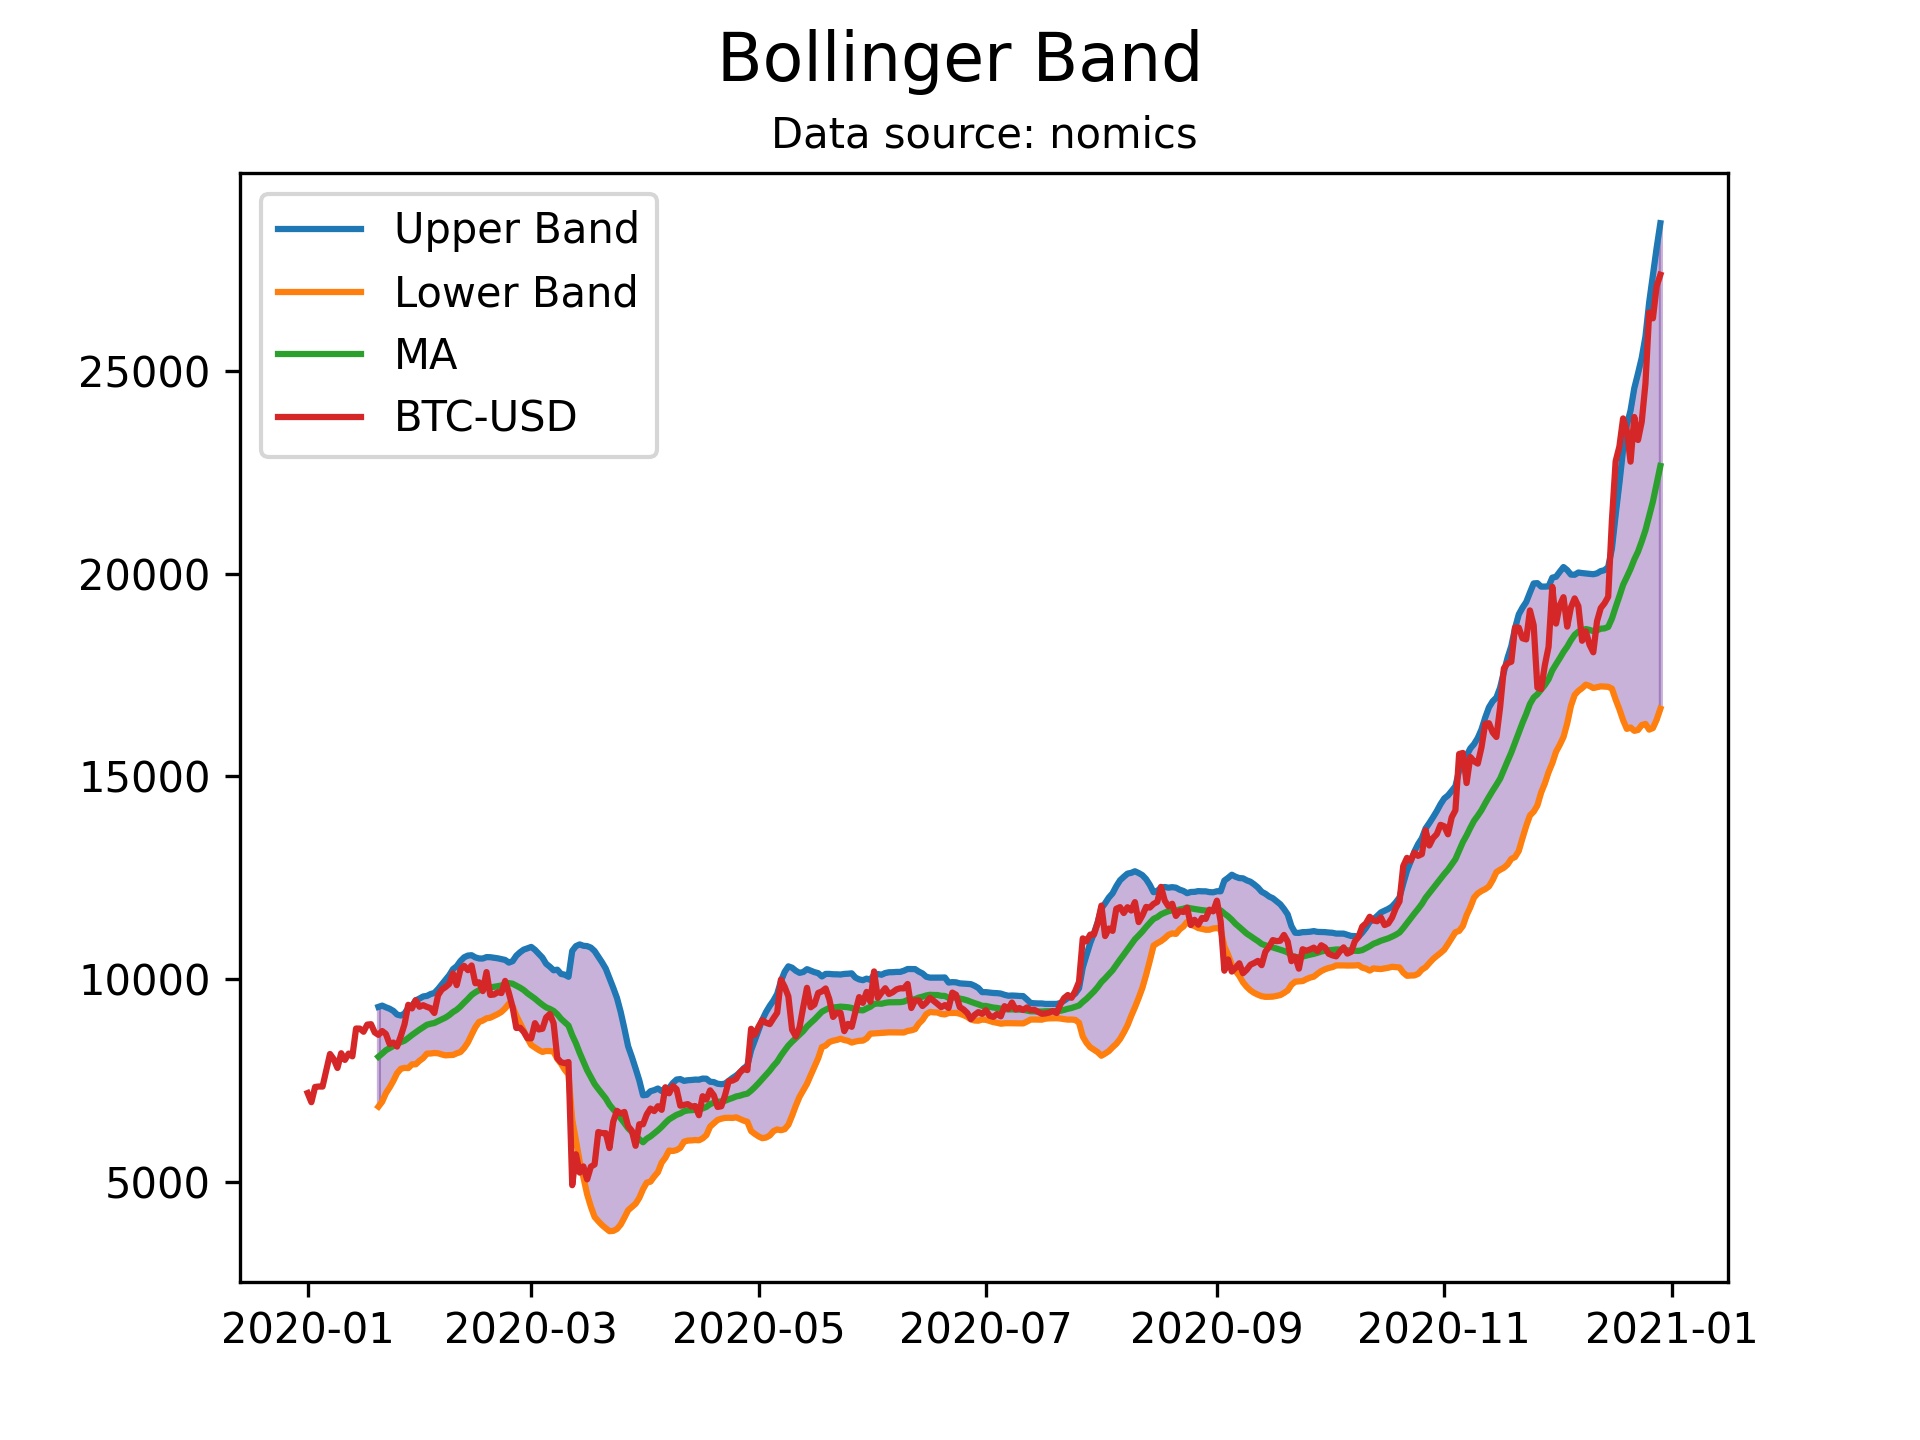 Bollinger Band
Data source: nomics
Upper Band
Lower Band
MA
BTC-USD
25000
20000
15000
10000
5000
2020-01 2020-03 2020-05 2020-07 2020-09 2020-11 2021-01